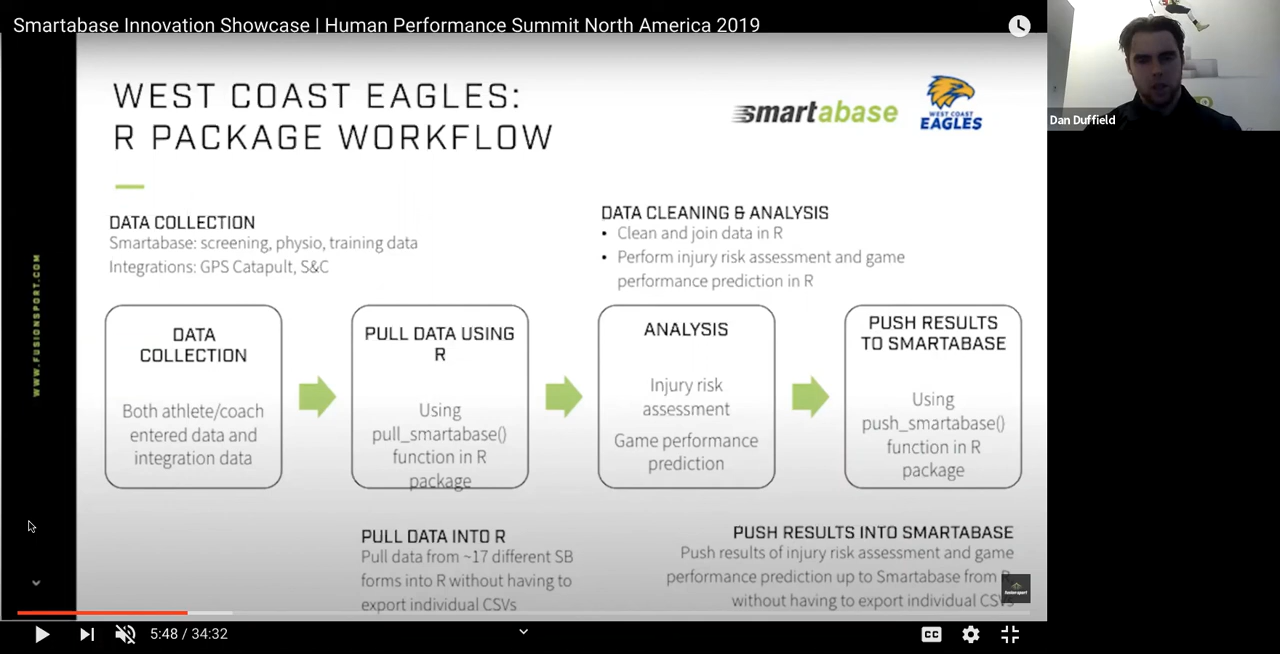 Smartabase Innovation Showcase | Human Performance Summit North America 2019
WEST COAST EAGLES:
R PACKAGE WORKFLOW
smartabase
WEST COAST
EAGLES
Dan Duffield
WWW.FUSIONSPORT.COM
DATA COLLECTION
Smartabase: screening, physio, training data
Integrations: GPS Catapult, S&C
DATA CLEANING & ANALYSIS
• Clean and join data in R
• Perform injury risk assessment and game
performance prediction in R
DATA
COLLECTION
Both athlete/coach
entered data and
integration data
PULL DATA USING
R
Using
pull_smartabase()
function in R
package
ANALYSIS
Injury risk
assessment
Game performance
prediction
PUSH RESULTS
TO SMARTABASE
Using
push_smartabase()
function in R
package
PULL DATA INTO R
Pull data from ~17 different SB
forms into R without having to
export individual CSVs
PUSH RESULTS INTO SMARTABASE
Push results of injury risk assessment and game
performance prediction up to Smartabase from R
without having to export individual CSVs
fusion sport
5:48 / 34:32
CC